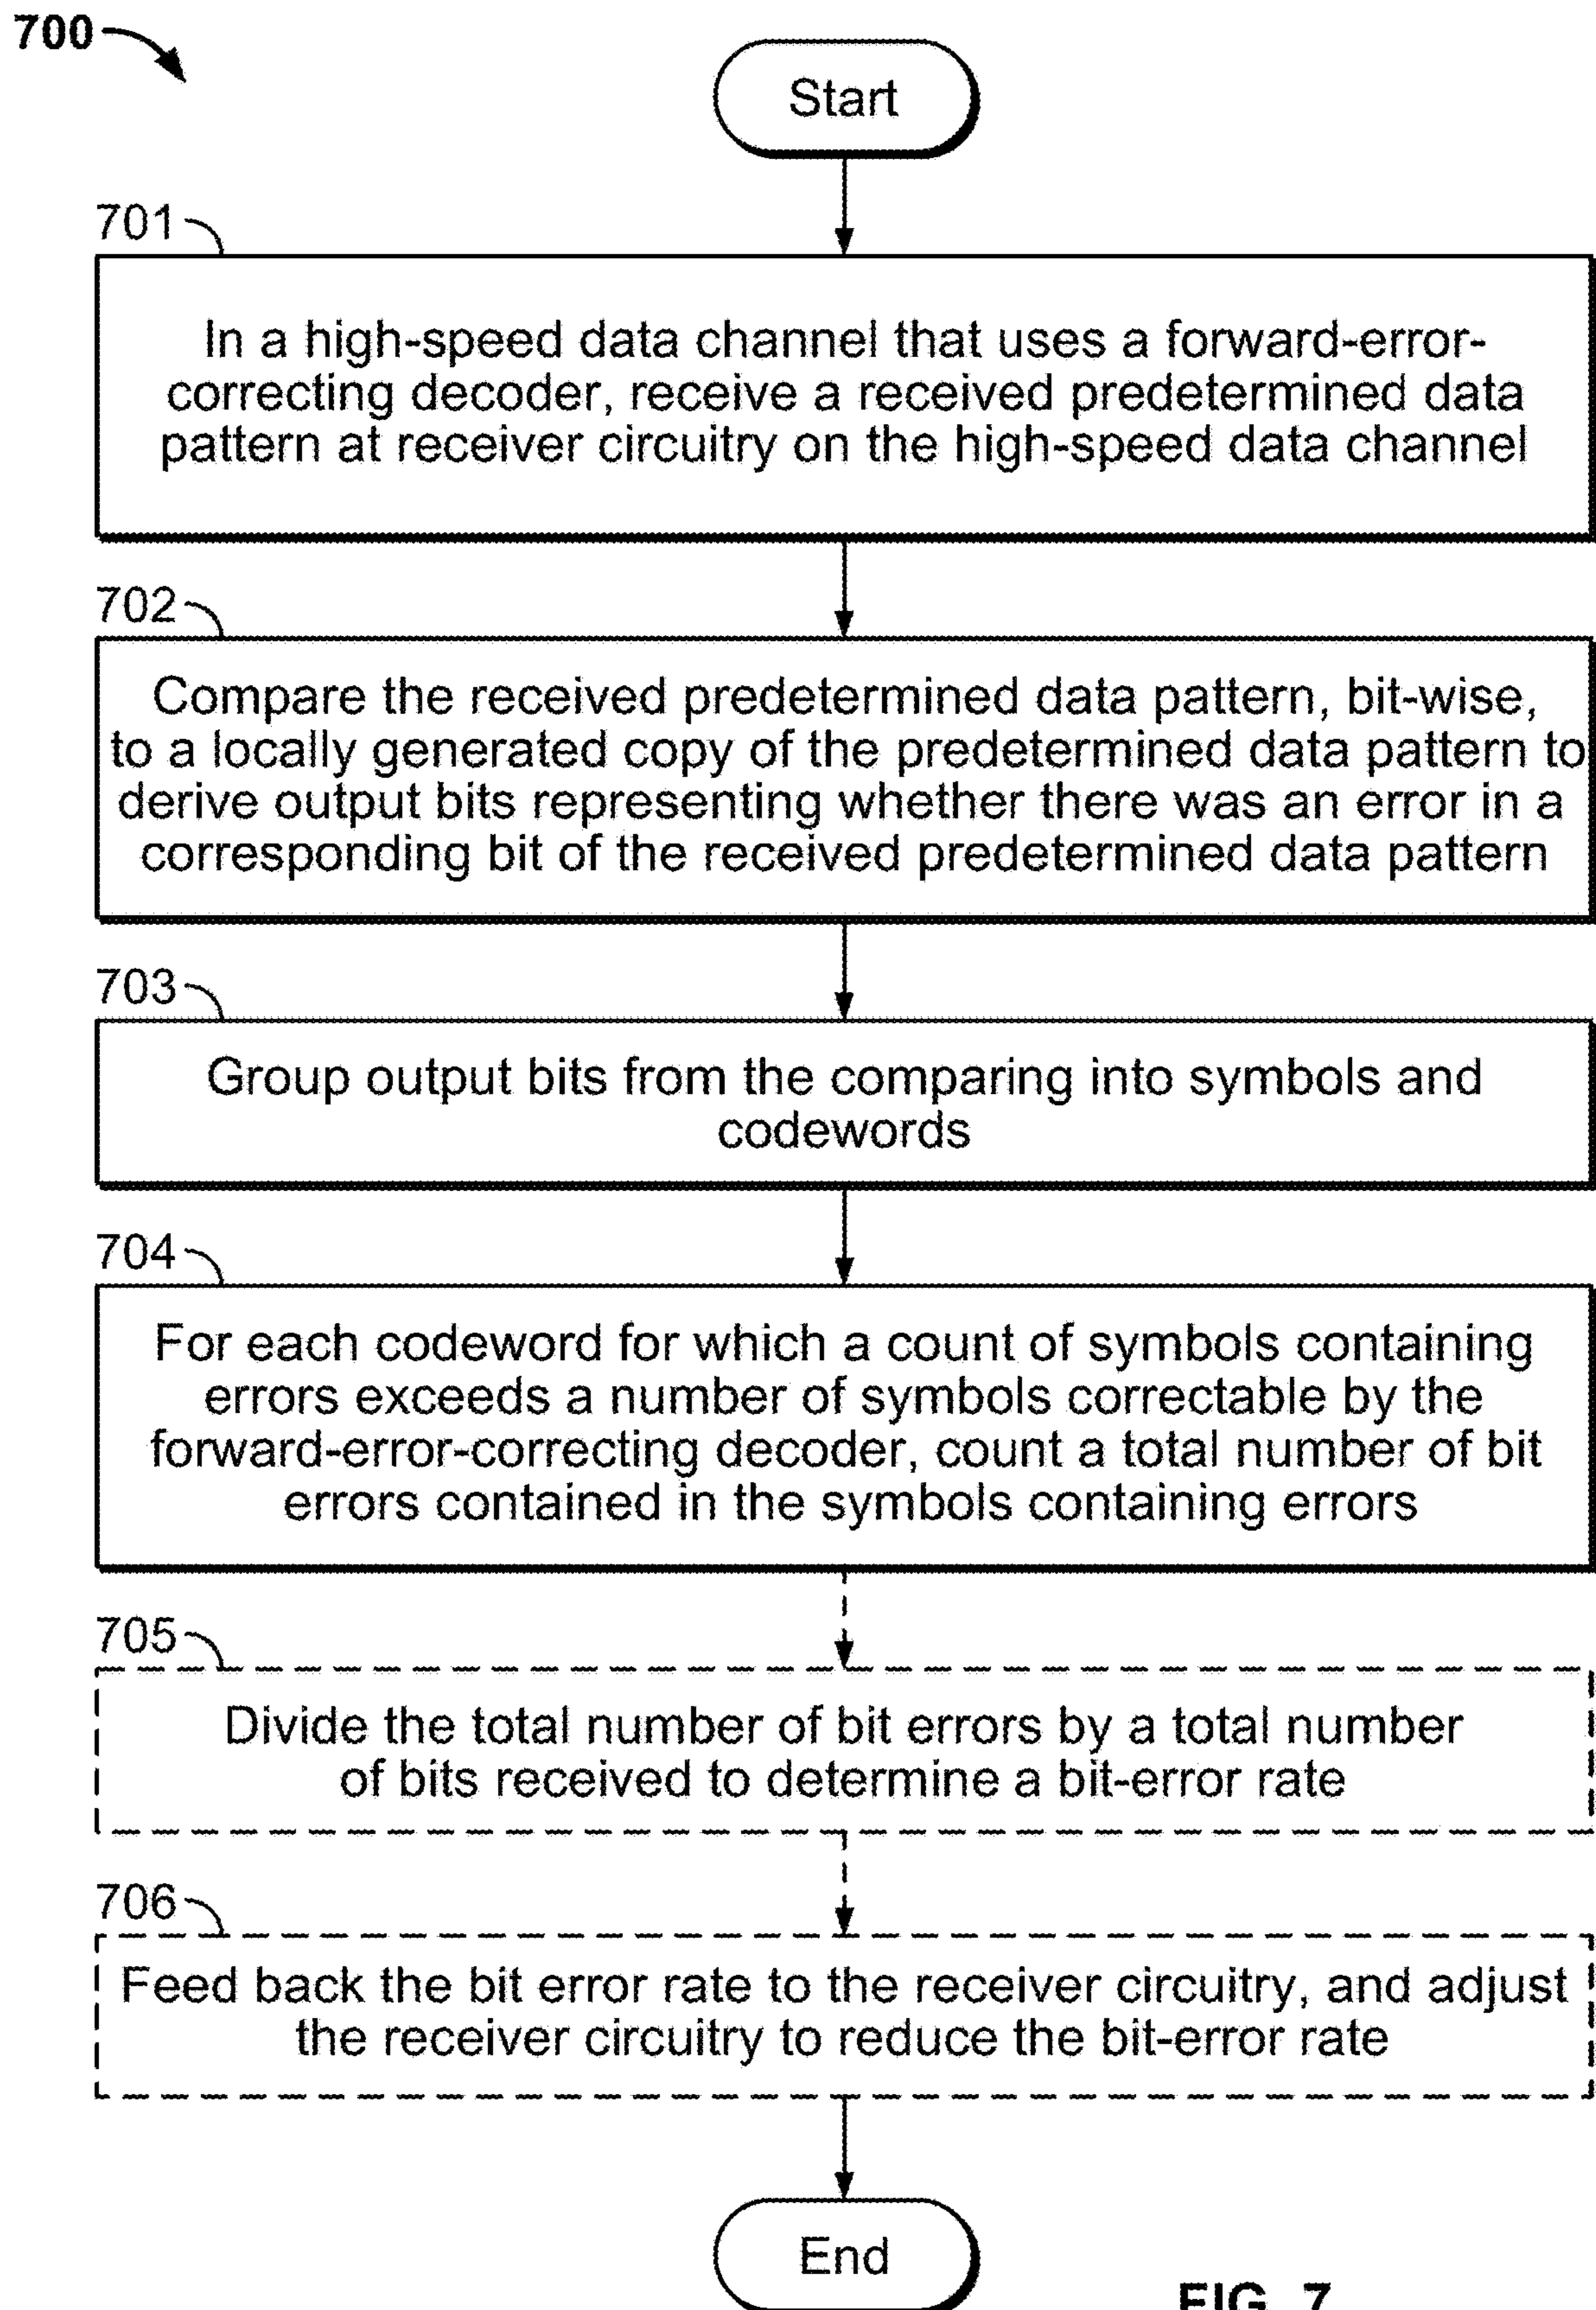 700
Start
701
In a high-speed data channel that uses a forward-error-
correcting decoder, receive a received predetermined data
pattern at receiver circuitry on the high-speed data channel
702
Compare the received predetermined data pattern, bit-wise,
to a locally generated copy of the predetermined data pattern to
derive output bits representing whether there was an error in a
corresponding bit of the received predetermined data pattern
703
Group output bits from the comparing into symbols and
codewords
704
For each codeword for which a count of symbols containing
errors exceeds a number of symbols correctable by the
forward-error-correcting decoder, count a total number of bit
errors contained in the symbols containing errors
705
Divide the total number of bit errors by a total number
of bits received to determine a bit-error rate
706
Feed back the bit error rate to the receiver circuitry, and adjust
the receiver circuitry to reduce the bit-error rate
End
FIG. 7